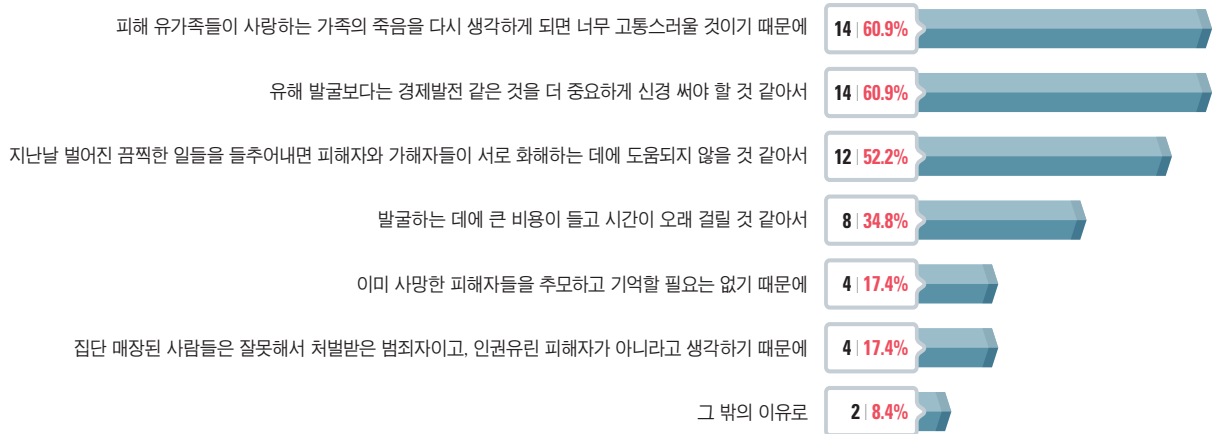 피해 유가족들이 사랑하는 가족의 죽음을 다시 생각하게 되면 너무 고통스러울 것이기 때문에 14 | 60.9%
유해 발굴보다는 경제발전 같은 것을 더 중요하게 신경 써야 할 것 같아서 14 | 60.9%
지난날 벌어진 끔찍한 일들을 들추어내면 피해자와 가해자들이 서로 화해하는 데에 도움되지 않을 것 같아서 12 | 52.2%
발굴하는 데에 큰 비용이 들고 시간이 오래 걸릴 것 같아서 8 | 34.8%
이미 사망한 피해자들을 추모하고 기억할 필요는 없기 때문에 4 | 17.4%
집단 매장된 사람들은 잘못해서 처벌받은 범죄자이고, 인권유린 피해자가 아니라고 생각하기 때문에 4 | 17.4%
그 밖의 이유로 2 | 8.4%